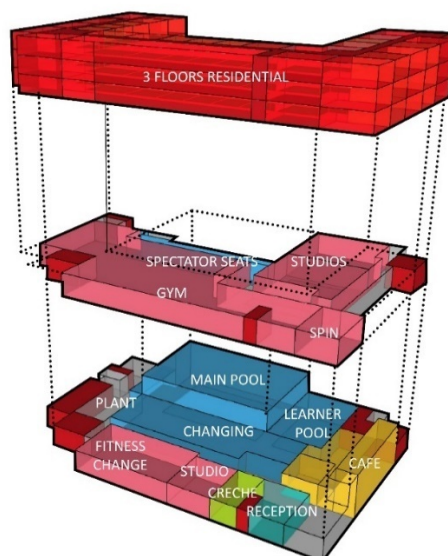 3 FLOORS RESIDENTIAL
SPECTATOR SEATS
STUDIOS
GYM
SPIN
MAIN POOL
PLANT
LEARNER
POOL
CHANGING
FITNESS
CHANGE
CAFE
STUDIO
CRECHE
RECEPTION